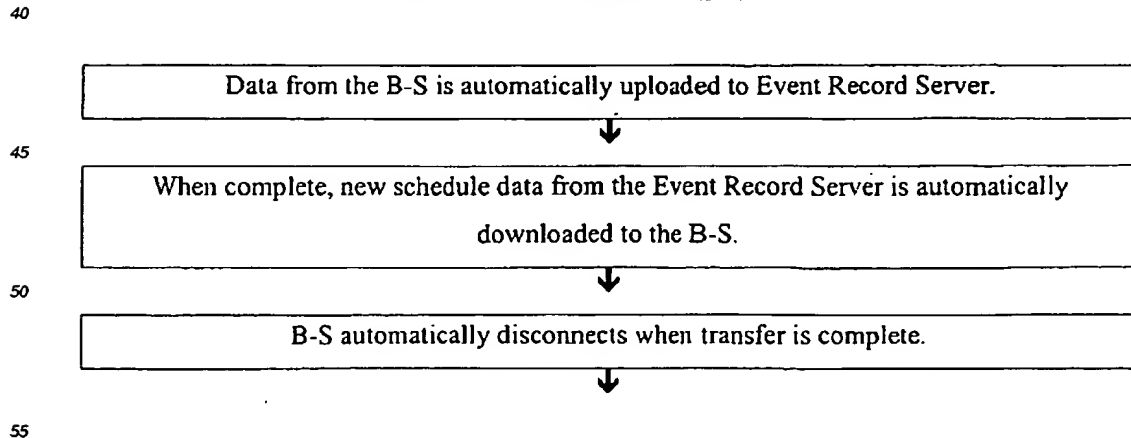 40
Data from the B-S is automatically uploaded to Event Record Server.
45
When complete, new schedule data from the Event Record Server is automatically
downloaded to the B-S.
50
B-S automatically disconnects when transfer is complete.
55